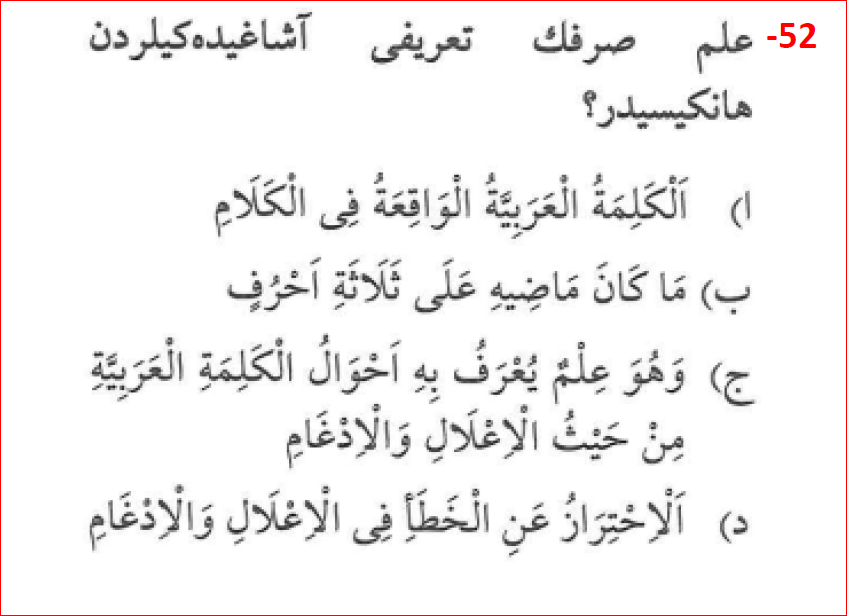 52- علم صرفك تعريفى آشاغيده‌كيلردن
هانكيسيدر؟
ا) اَلْكَلِمَةُ الْعَرَبِيَّةُ الْوَاقِعَةُ فِى الْكَلَامِ
ب) مَا كَانَ مَاضِيهِ عَلَى ثَلَاثَةِ اَحْرُفٍ
ج) وَهُوَ عِلْمٌ يُعْرَفُ بِهِ اَحْوَالُ الْكَلِمَةِ الْعَرَبِيَّةِ
مِنْ حَيْثُ الْاِعْلَالِ وَالْاِدْغَامِ
د) اَلْاِحْتِرَازُ عَنِ الْخَطَأِ فِى الْاِعْلَالِ وَالْاِدْغَامِ